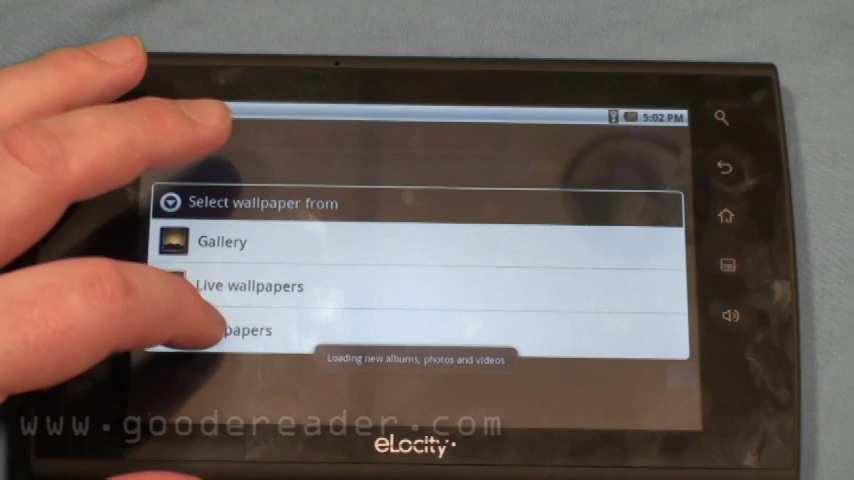 5:02 PM
Select wallpaper from
Gallery
Live wallpapers
papers
Loading new albums, photos and videos
www.goodereader.com
eLocity